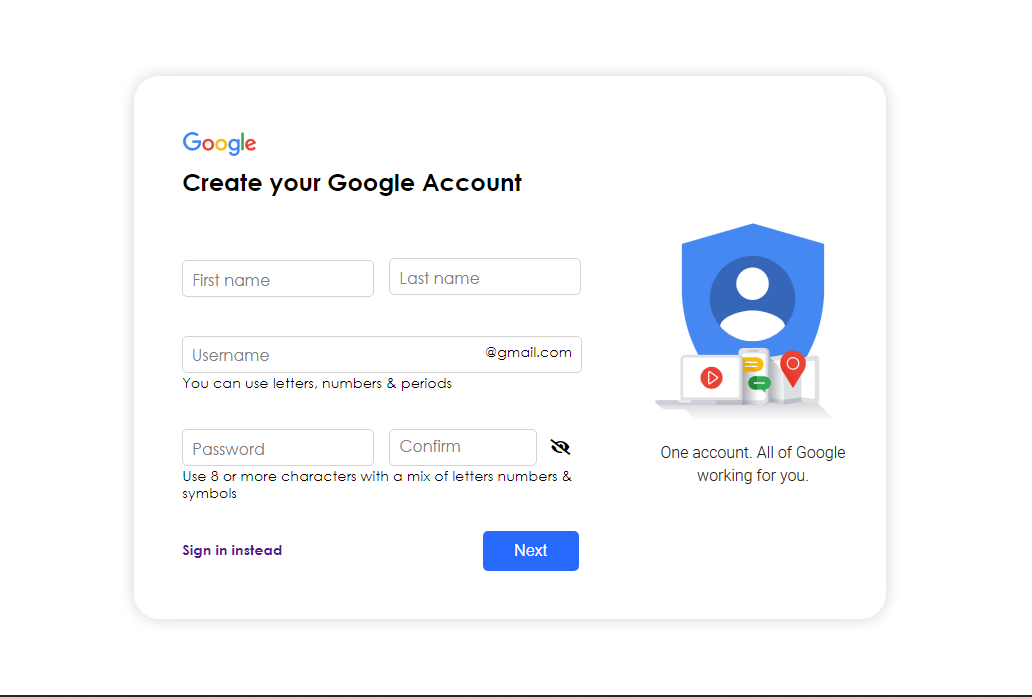 Google
Create your Google Account
First name
Last name
Username
@gmail.com
You can use letters, numbers & periods
Password
Confirm
Use 8 or more characters with a mix of letters numbers &
symbols
Sign in instead
Next
One account. All of Google
working for you.